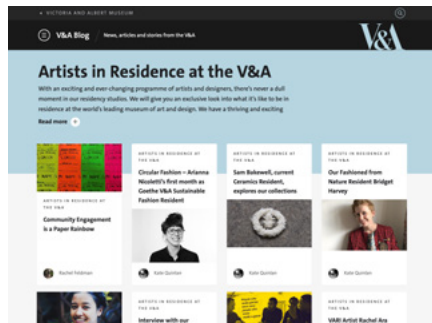 VICTORIA AND ALBERT MUSEUM
V&A Blog
News, articles and stories from the V&A
V&A
Artists in Residence at the V&A
With an exciting and ever-changing programme of artists and designers, there's never a dull
moment in our residency studios. We will give you an exclusive look into what it's like to be in
residence at the world's leading museum of art and design. We have a thriving and exciting
Read more
ARTISTS IN RESIDENCE AT
THE V&A
Community Engagement
is a Paper Rainbow
Rachel Feldman
ARTISTS IN RESIDENCE AT
THE V&A
Circular Fashion – Arianna
Nicoletti's first month as
Goethe V&A Sustainable
Fashion Resident
Kate Quinlan
ARTISTS IN RESIDENCE AT
THE V&A
Sam Bakewell, current
Ceramics Resident,
explores our collections
Kate Quinlan
ARTISTS IN RESIDENCE AT
THE V&A
Our Fashioned from
Nature Resident Bridget
Harvey
Kate Quinlan
ARTISTS IN RESIDENCE AT
THE V&A
Interview with our
ARTISTS IN RESIDENCE AT
THE V&A
VARI Artist Rachel Ara